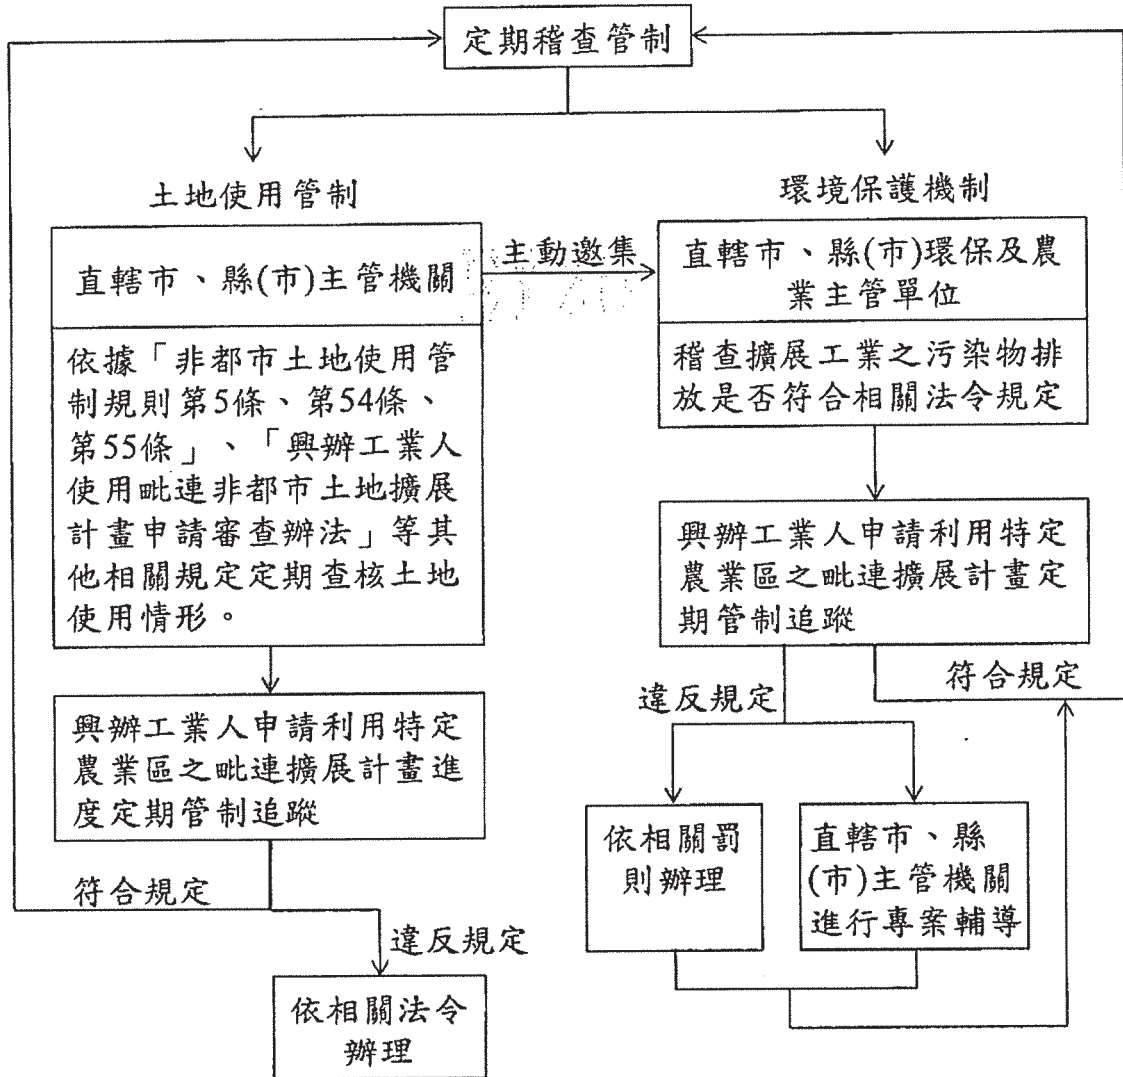 定期稽查管制
土地使用管制
直轄市、縣(市)主管機關
依據「非都市土地使用管
制規則第5條、第54條、
第55條」、「興辦工業人
使用毗連非都市土地擴展
計畫申請審查辦法」等其
他相關規定定期查核土地
使用情形。
興辦工業人申請利用特定
農業區之毗連擴展計畫進
度定期管制追蹤
符合規定
違反規定
依相關法令
辦理
主動邀集
環境保護機制
直轄市、縣(市)環保及農
業主管單位
稽查擴展工業之污染物排
放是否符合相關法令規定
興辦工業人申請利用特定
農業區之毗連擴展計畫定
期管制追蹤
違反規定
符合規定
依相關罰
則辦理
直轄市、縣
(市)主管機關
進行專案輔導